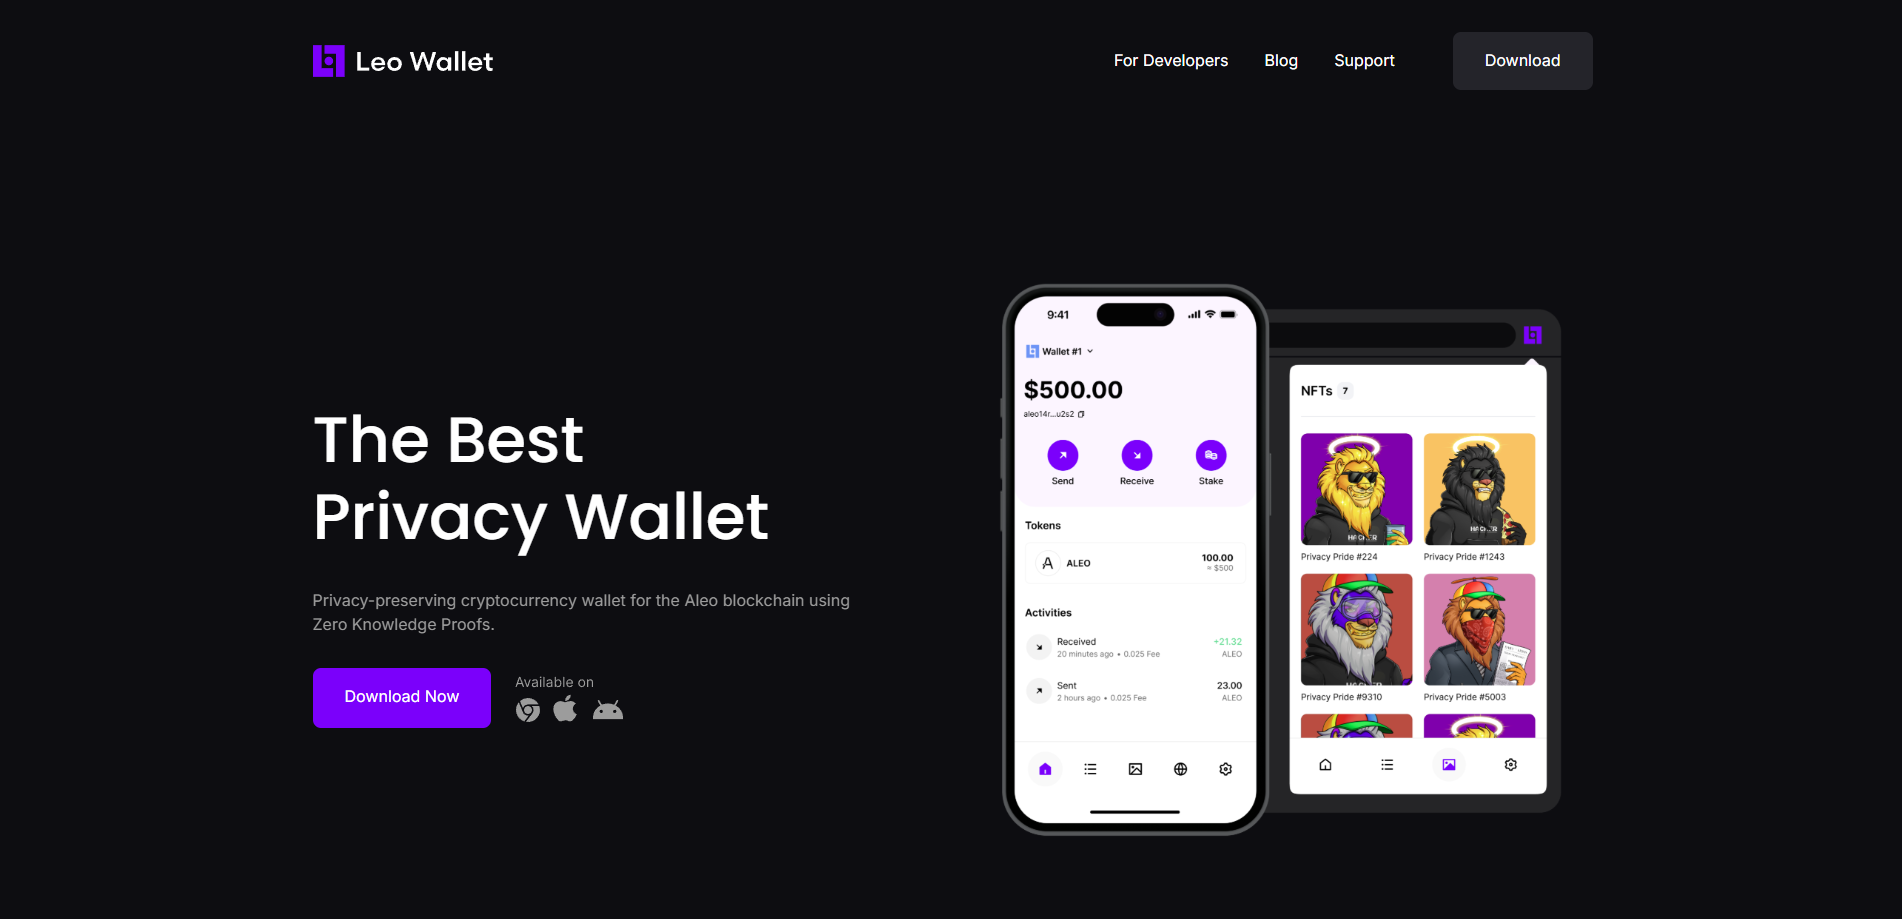 Leo Wallet
For Developers
Blog
Support
Download
The Best
Privacy Wallet
Privacy-preserving cryptocurrency wallet for the Aleo blockchain using
Zero Knowledge Proofs.
Download Now
Available on
9:41
Wallet #1
$500.00
aleo14r...u2s2
Send
Receive
Stake
Tokens
ALEO
100.00
≈ $500
Activities
Received
+21.32
20 minutes ago • 0.025 Fee
ALEO
Sent
23.00
2 hours ago • 0.025 Fee
ALEO
NFTs 7
HACKER
HACKER
Privacy Pride #224
Privacy Pride #1243
Privacy Pride #9310
Privacy Pride #5003